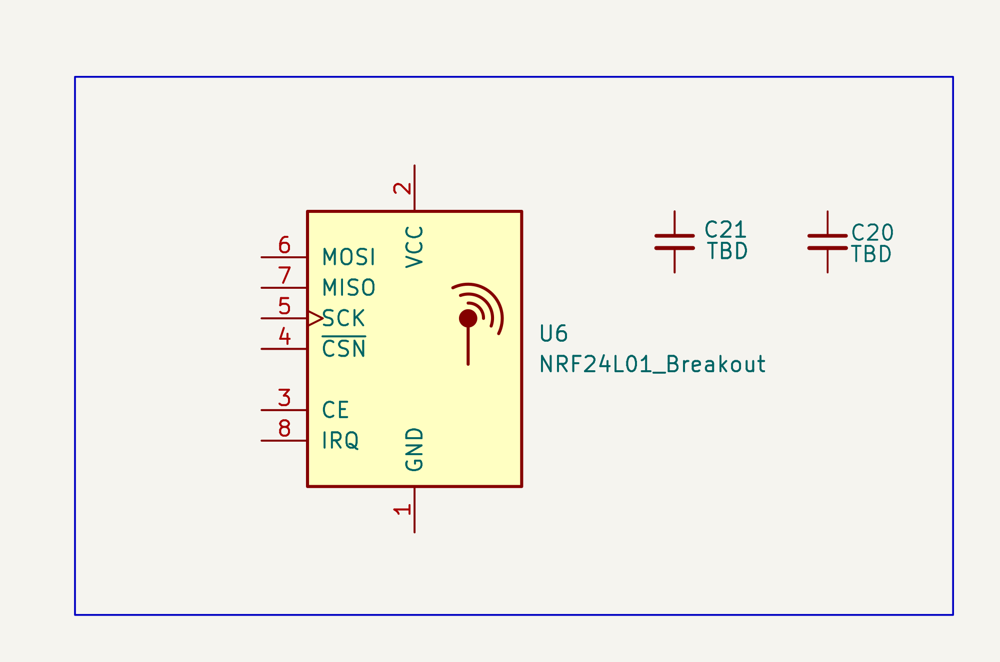 2
VCC
6
MOSI
7
MISO
5
SCK
4
CSN
3
CE
8
IRQ
GND
1
U6
NRF24L01_Breakout
C21
TBD
C20
TBD